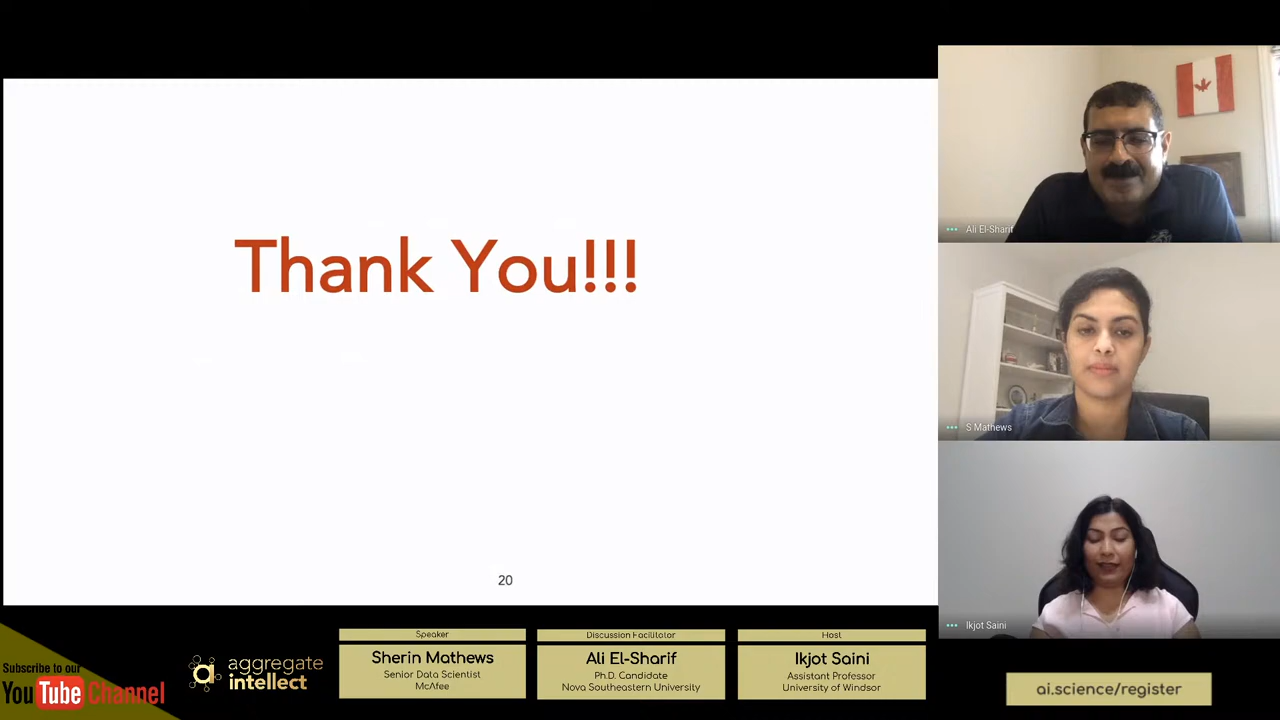 Thank You!!!
20
Ali El-Sharif
S Mathews
Ikjot Saini
Subscribe to our
YouTube Channel
aggregate
intellect
Speaker
Sherin Mathews
Senior Data Scientist
McAfee
Discussion Facilitator
Ali El-Sharif
Ph.D. Candidate
Nova Southeastern University
Host
Ikjot Saini
Assistant Professor
University of Windsor
ai.science/register